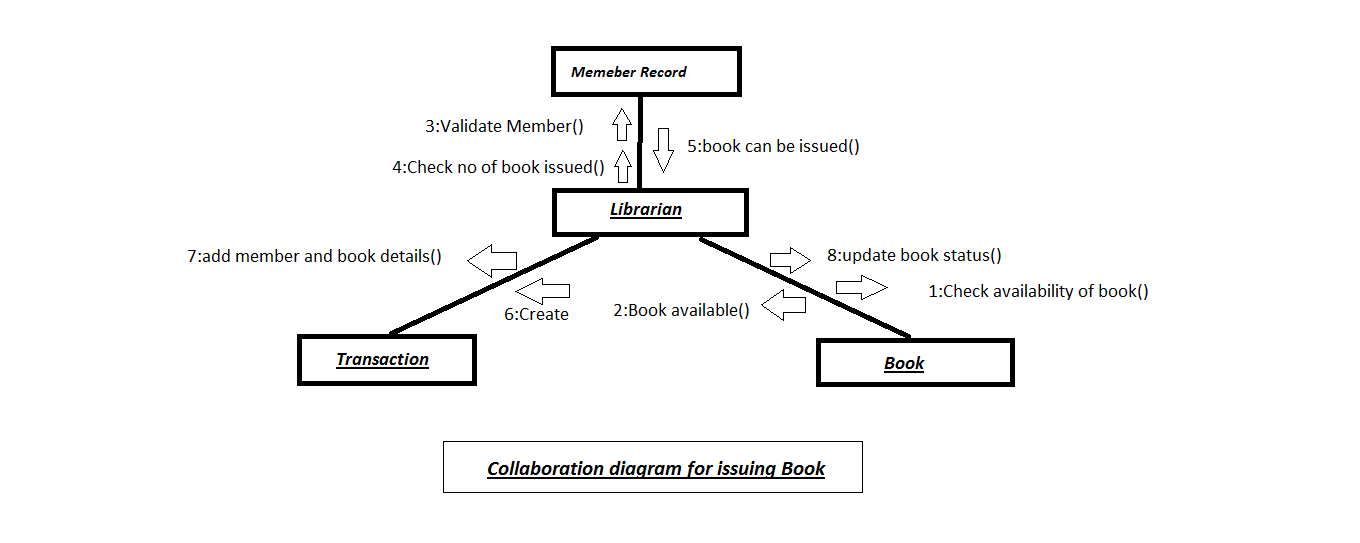 Memeber Record
3:Validate Member()
5:book can be issued()
4:Check no of book issued()
Librarian
7:add member and book details()
8:update book status()
1:Check availability of book()
6:Create
2:Book available()
Transaction
Book
Collaboration diagram for issuing Book